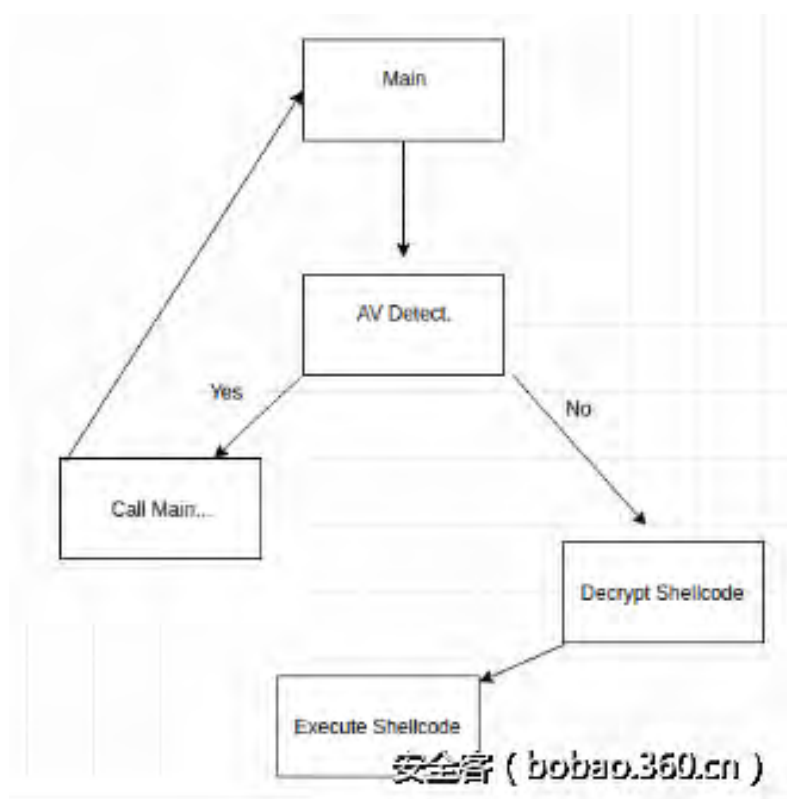 Main
AV Detect.
Yes
No
Call Main...
Decrypt Shellcode
Execute Shellcode
安全客（bobao.360.cn）